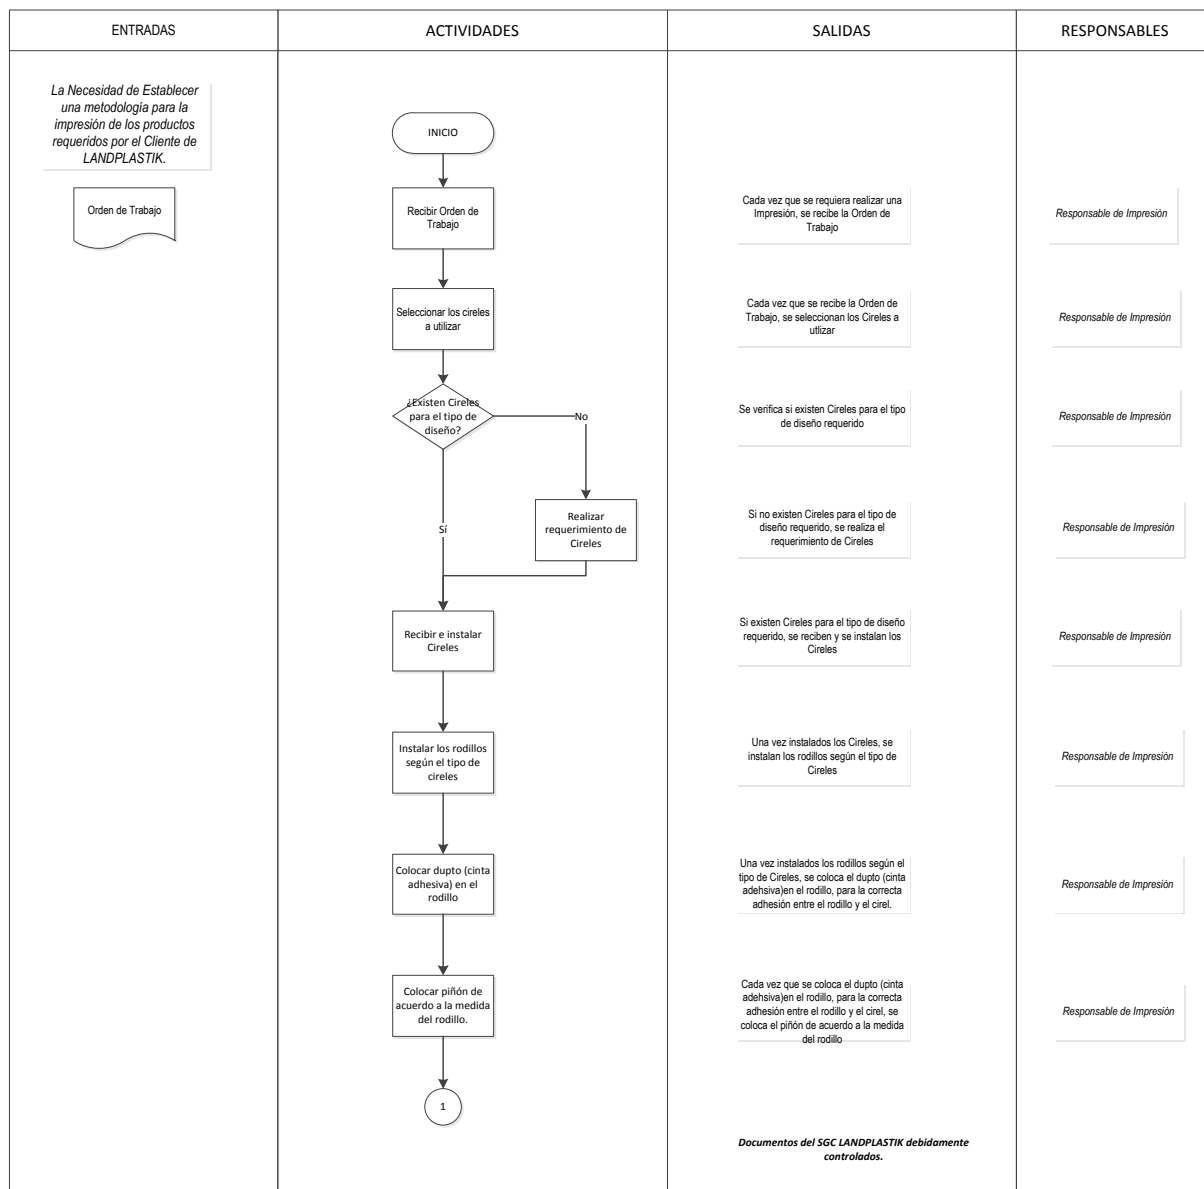 ENTRADAS
ACTIVIDADES
SALIDAS
RESPONSABLES
La Necesidad de Establecer
una metodología para la
impresión de los productos
requeridos por el Cliente de
LANDPLASTIK.
INICIO
Orden de Trabajo
Recibir Orden de
Trabajo
Cada vez que se requiera realizar una
Impresión, se recibe la Orden de
Trabajo
Responsable de Impresión
Seleccionar los cireles
a utilizar
Cada vez que se recibe la Orden de
Trabajo, se seleccionan los Cireles a
utlizar
Responsable de Impresión
¿Existen Cireles
para el tipo de
diseño?
No
Se verifica si existen Cireles para el tipo
de diseño requerido
Responsable de Impresión
Sí
Realizar
requerimiento de
Cireles
Si no existen Cireles para el tipo de
diseño requerido, se realiza el
requerimiento de Cireles
Responsable de Impresión
Recibir e instalar
Cireles
Si existen Cireles para el tipo de diseño
requerido, se reciben y se instalan los
Cireles
Responsable de Impresión
Instalar los rodillos
según el tipo de
cireles
Una vez instalados los Cireles, se
instalan los rodillos según el tipo de
Cireles
Responsable de Impresión
Colocar dupto (cinta
adhesiva) en el
rodillo
Una vez instalados los rodillos según el
tipo de Cireles, se coloca el dupto (cinta
adehsiva)en el rodillo, para la correcta
adhesión entre el rodillo y el cirel.
Responsable de Impresión
Colocar piñón de
acuerdo a la medida
del rodillo.
Cada vez que se coloca el dupto (cinta
adehsiva)en el rodillo, para la correcta
adhesión entre el rodillo y el cirel, se
coloca el piñón de acuerdo a la medida
del rodillo
Responsable de Impresión
1
Documentos del SGC LANDPLASTIK debidamente
controlados.